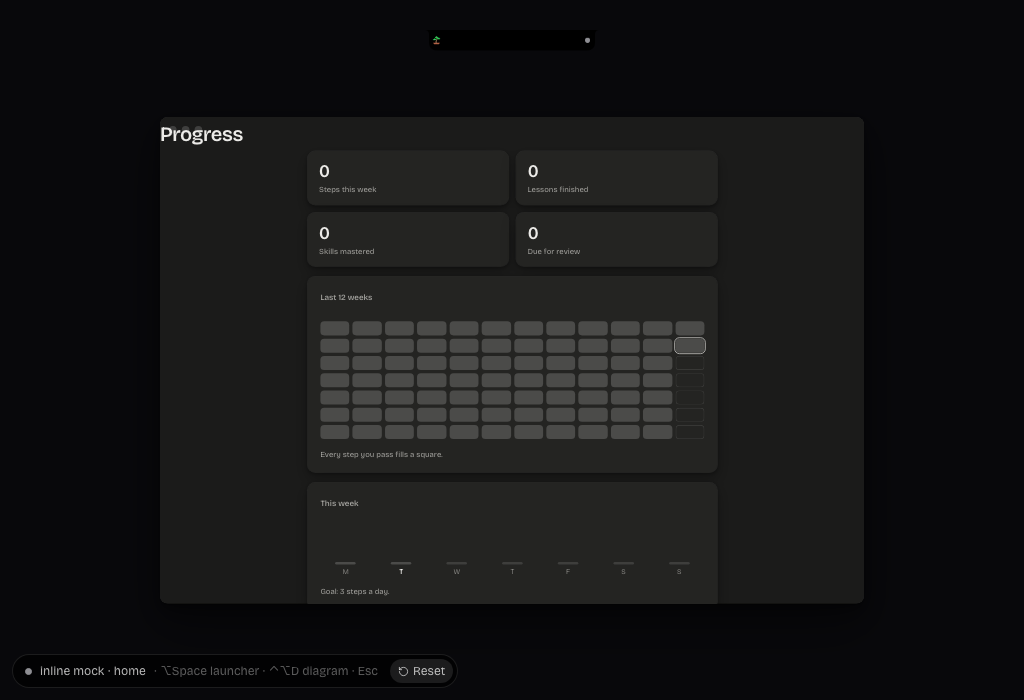 Progress
0
Steps this week
0
Lessons finished
0
Skills mastered
0
Due for review
Last 12 weeks
Every step you pass fills a square.
This week
M T W T F S S
Goal: 3 steps a day.
inline mock · home · ⌥Space launcher · ^⌥D diagram · Esc Reset